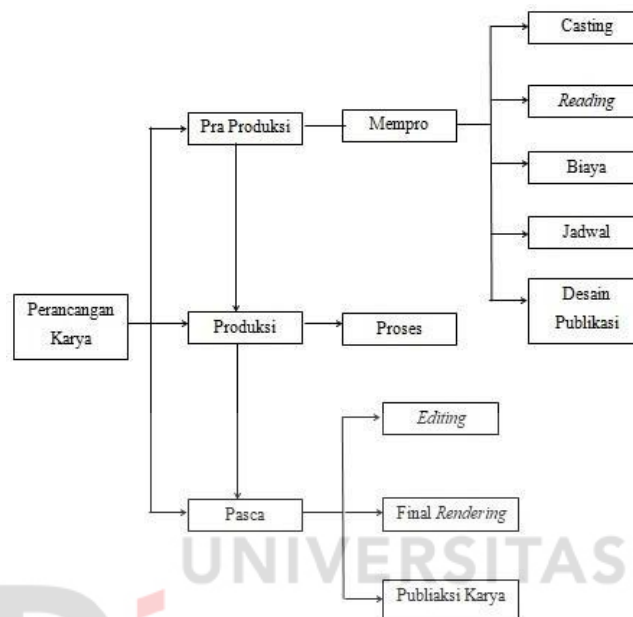 Casting
Reading
Pra Produksi
Mempro
Biaya
Jadwal
Perancangan
Karya
Produksi
Proses
Desain
Publikasi
Editing
Pasca
Final Rendering
UNIVERSITAS
Publiaksi Karya